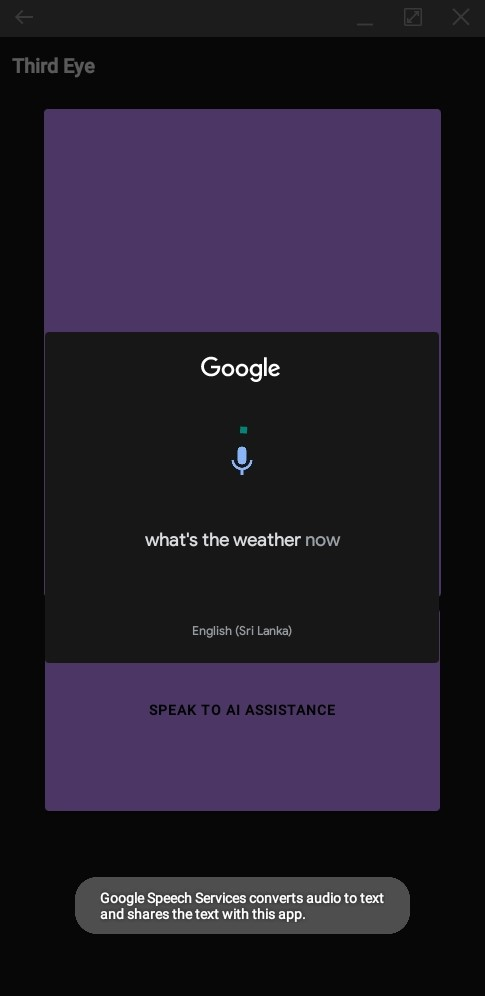 Third Eye
Google
what's the weather now
English (Sri Lanka)
SPEAK TO AI ASSISTANCE
Google Speech Services converts audio to text
and shares the text with this app.